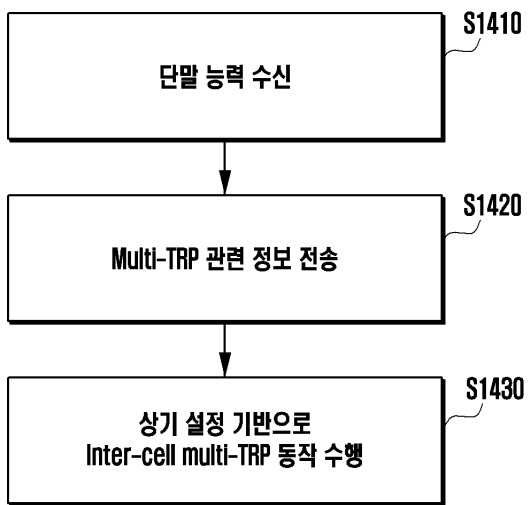 S1410
단말 능력 수신
S1420
Multi-TRP 관련 정보 전송
S1430
상기 설정 기반으로
Inter-cell multi-TRP 동작 수행